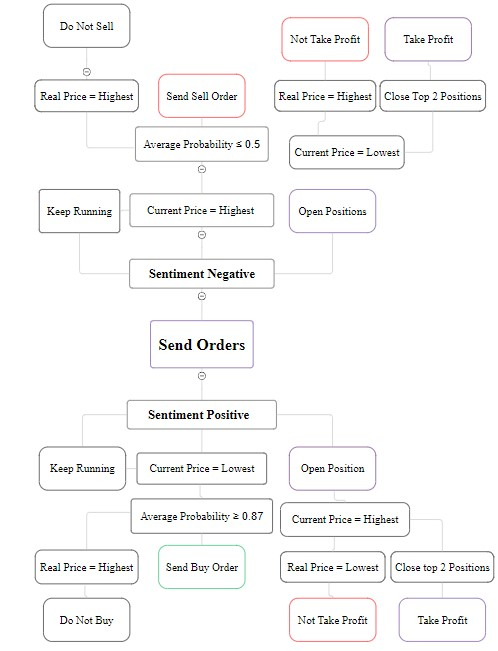 Do Not Sell
Not Take Profit
Take Profit
Real Price = Highest
Send Sell Order
Real Price = Highest
Close Top 2 Positions
Average Probability ≤ 0.5
Current Price = Lowest
Keep Running
Current Price = Highest
Open Positions
Sentiment Negative
Send Orders
Sentiment Positive
Keep Running
Current Price = Lowest
Open Position
Average Probability ≥ 0.87
Current Price = Highest
Real Price = Highest
Send Buy Order
Real Price = Lowest
Close top 2 Positions
Do Not Buy
Not Take Profit
Take Profit